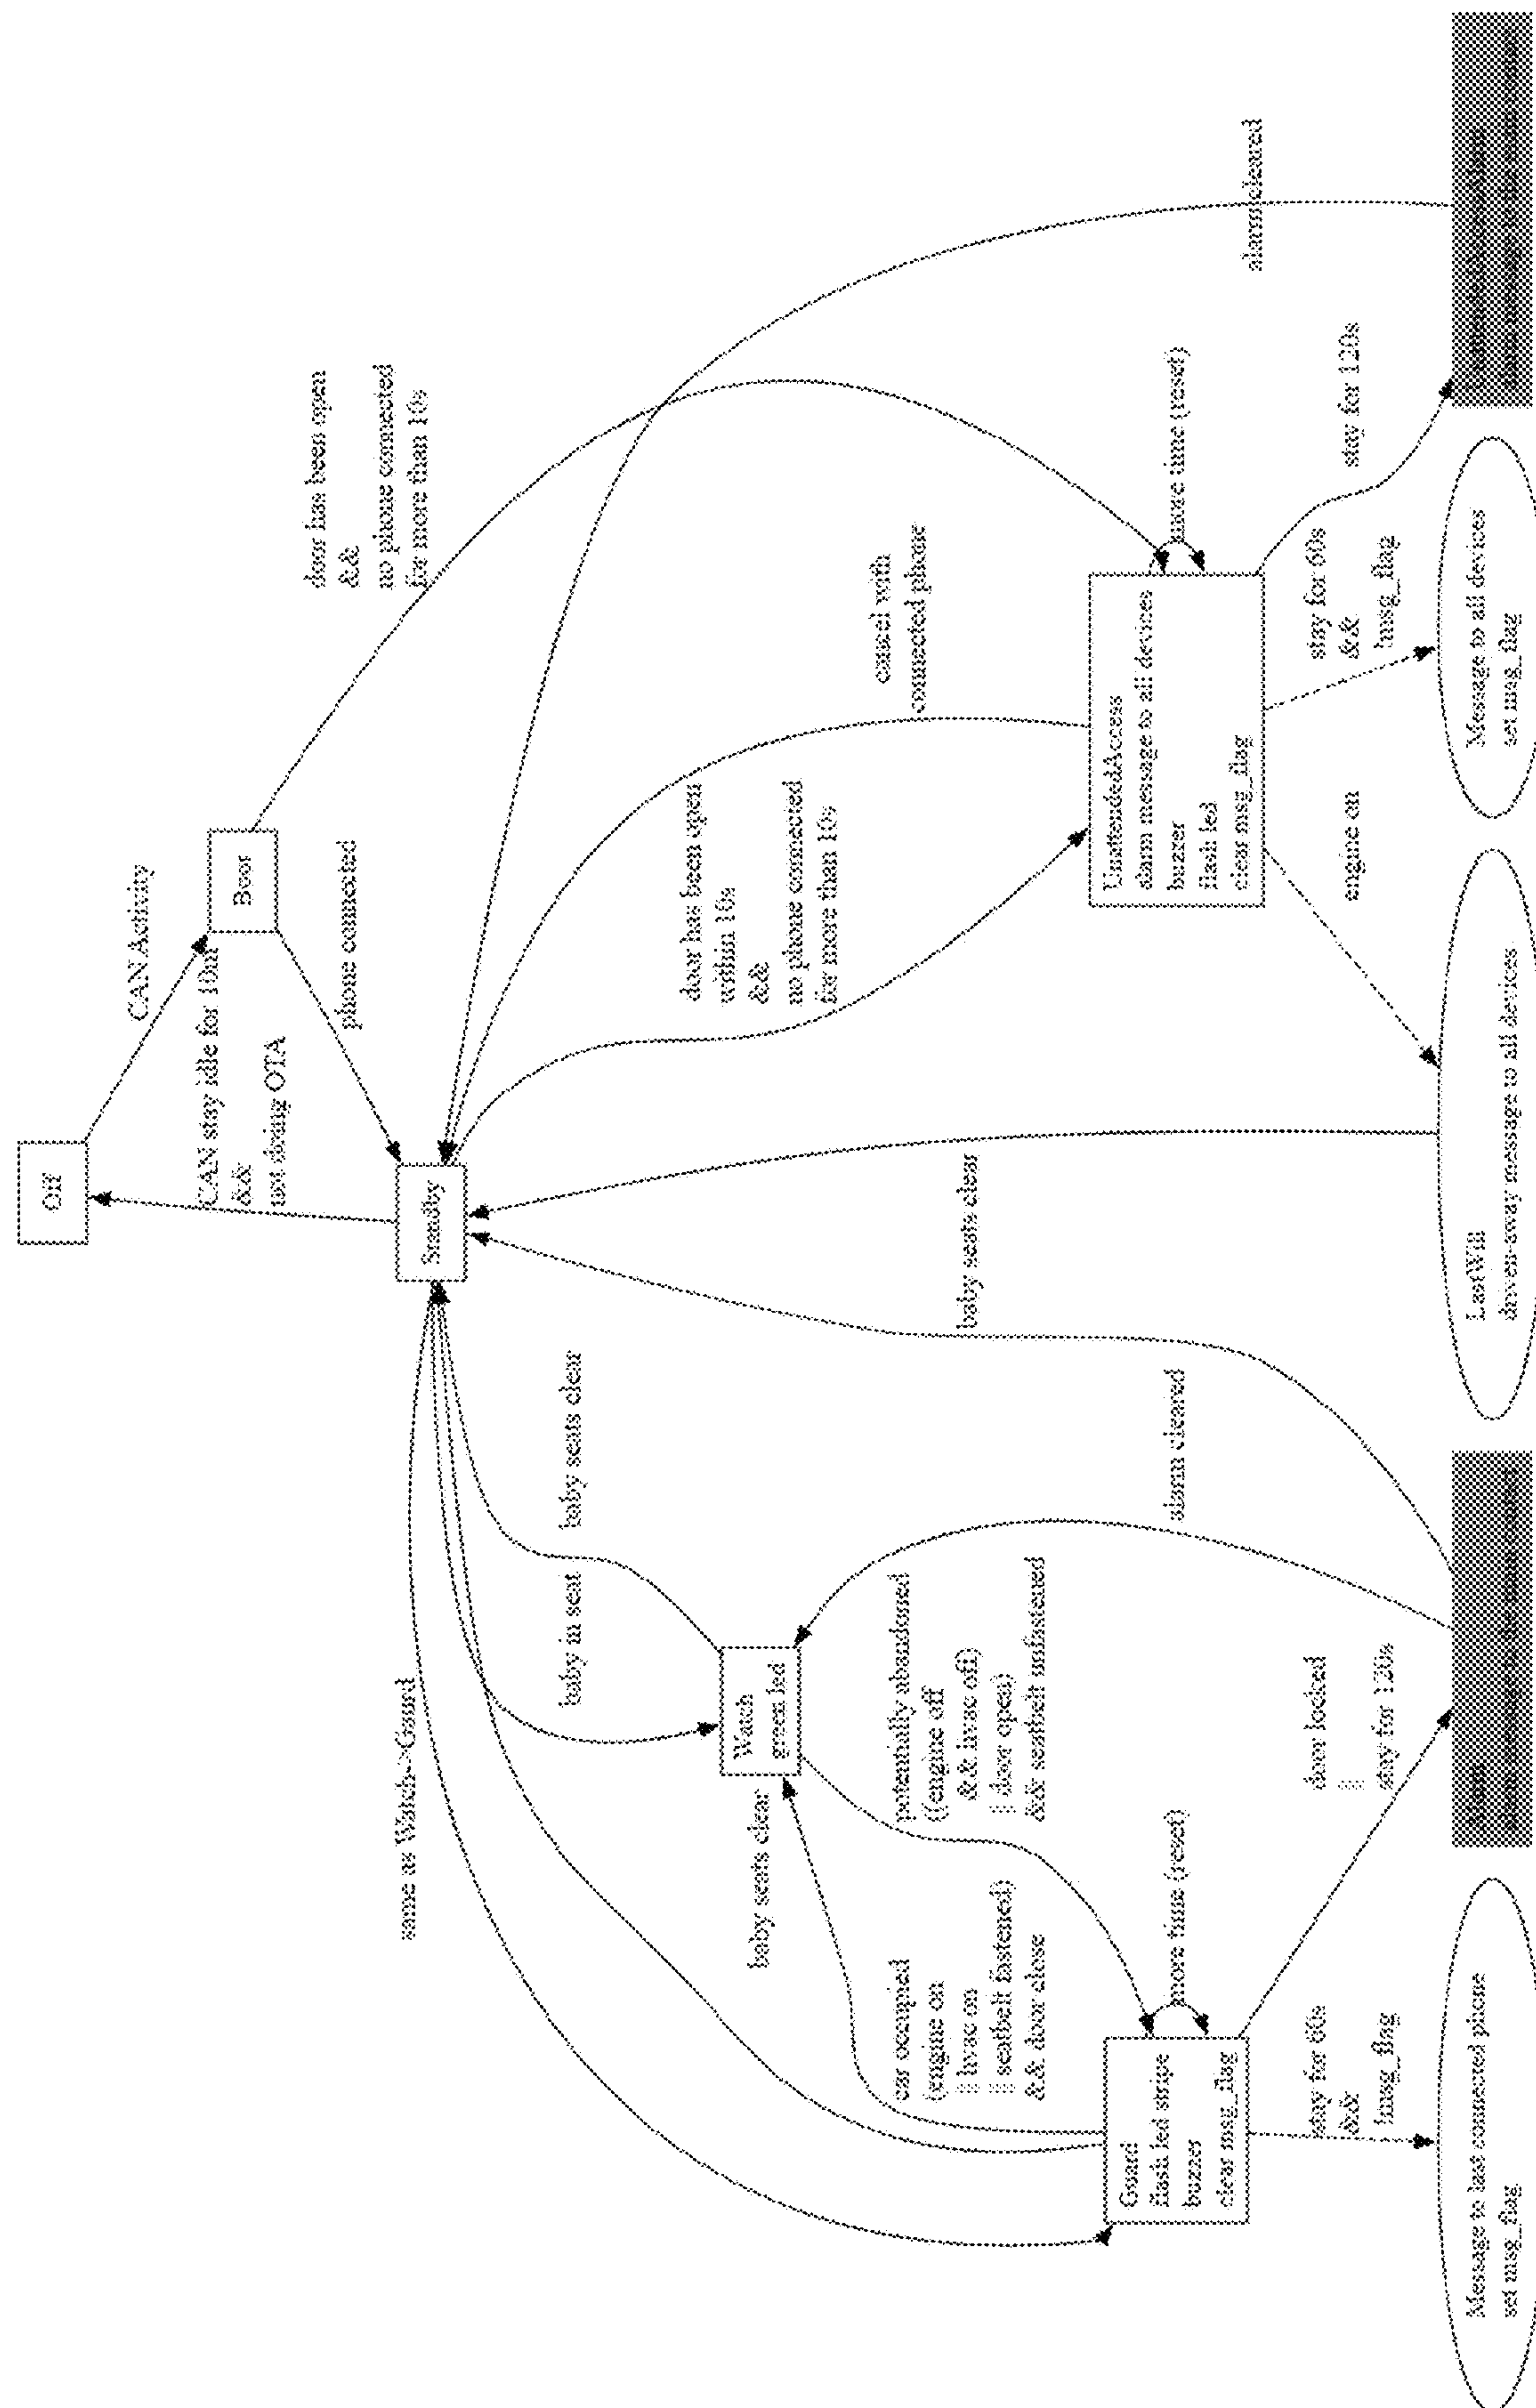 Off
CAN Activity
Boot
CAN stay idle for 10m
&&
not doing OTA
phone connected
door has been open
&&
no phone connected
for more than 10s
Standby
same as Watch->Guard
baby in seat
baby seats clear
door has been open
within 10s
&&
no phone connected
for more than 10s
cancel with
connected phone
baby seats clear
Watch
green led
car occupied
(engine on
|| hvac on
|| seatbelt fastened)
&& door close
potentially abandoned
((engine off
&& hvac off)
|| door open)
&& seatbelt unfastened
alarm cleared
baby seats clear
alarm cleared
Guard
flash led stripe
buzzer
clear msg_flag
more time (reset)
UnattendedAccess
alarm message to all devices
buzzer
flash led
clear msg_flag
more time (reset)
stay for 60s
&&
!msg_flag
door locked
||
stay for 120s
engine on
stay for 60s
&&
!msg_flag
stay for 120s
Message to last connected phone
set msg_flag
LastWill
driven-away message to all devices
Message to all devices
set msg_flag